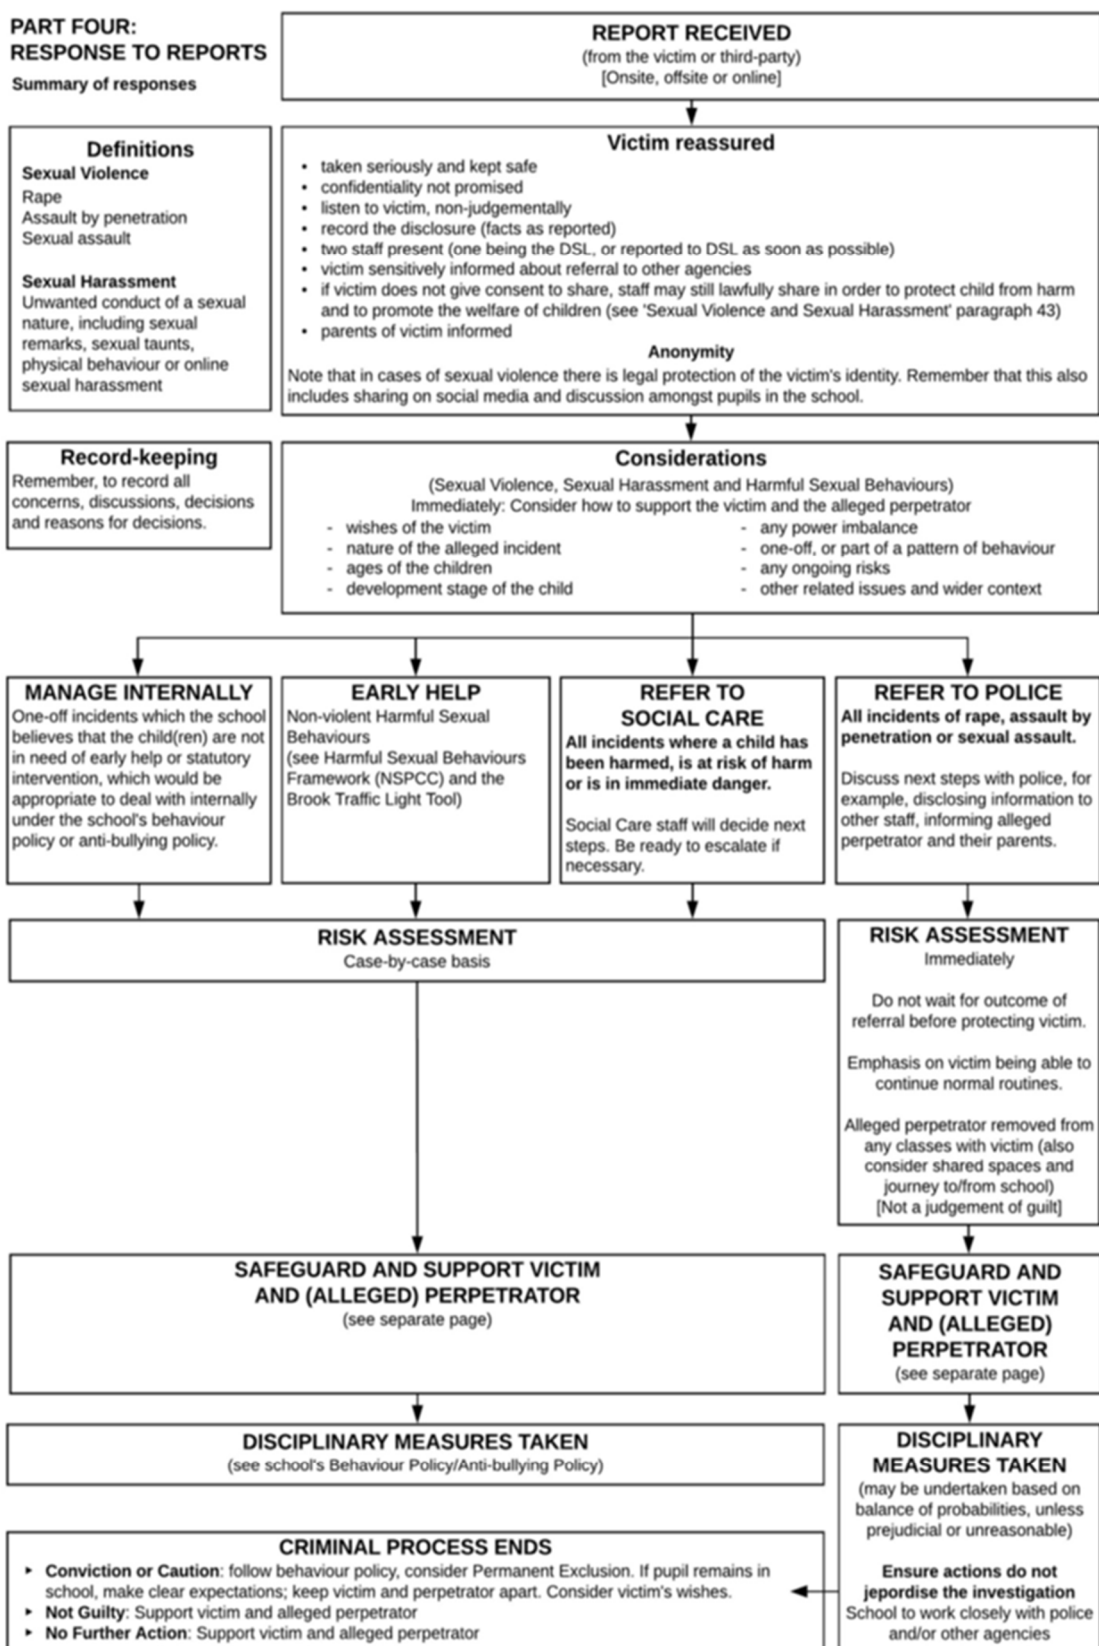 PART FOUR:
RESPONSE TO REPORTS
Summary of responses
REPORT RECEIVED
(from the victim or third-party)
[Onsite, offsite or online]
Definitions
Sexual Violence
Rape
Assault by penetration
Sexual assault
Sexual Harassment
Unwanted conduct of a sexual
nature, including sexual
remarks, sexual taunts,
physical behaviour or online
sexual harassment
Victim reassured
• taken seriously and kept safe
• confidentiality not promised
• listen to victim, non-judgementally
• record the disclosure (facts as reported)
• two staff present (one being the DSL, or reported to DSL as soon as possible)
• victim sensitively informed about referral to other agencies
• if victim does not give consent to share, staff may still lawfully share in order to protect child from harm
and to promote the welfare of children (see 'Sexual Violence and Sexual Harassment' paragraph 43)
• parents of victim informed
Anonymity
Note that in cases of sexual violence there is legal protection of the victim's identity. Remember that this also
includes sharing on social media and discussion amongst pupils in the school.
Record-keeping
Remember, to record all
concerns, discussions, decisions
and reasons for decisions.
Considerations
(Sexual Violence, Sexual Harassment and Harmful Sexual Behaviours)
Immediately: Consider how to support the victim and the alleged perpetrator
- wishes of the victim
- nature of the alleged incident
- ages of the children
- development stage of the child
- any power imbalance
- one-off, or part of a pattern of behaviour
- any ongoing risks
- other related issues and wider context
MANAGE INTERNALLY
One-off incidents which the school
believes that the child(ren) are not
in need of early help or statutory
intervention, which would be
appropriate to deal with internally
under the school's behaviour
policy or anti-bullying policy.
EARLY HELP
Non-violent Harmful Sexual
Behaviours
(see Harmful Sexual Behaviours
Framework (NSPCC) and the
Brook Traffic Light Tool)
REFER TO
SOCIAL CARE
All incidents where a child has
been harmed, is at risk of harm
or is in immediate danger.
Social Care staff will decide next
steps. Be ready to escalate if
necessary.
REFER TO POLICE
All incidents of rape, assault by
penetration or sexual assault.
Discuss next steps with police, for
example, disclosing information to
other staff, informing alleged
perpetrator and their parents.
RISK ASSESSMENT
Case-by-case basis
RISK ASSESSMENT
Immediately
Do not wait for outcome of
referral before protecting victim.
Emphasis on victim being able to
continue normal routines.
Alleged perpetrator removed from
any classes with victim (also
consider shared spaces and
journey to/from school)
[Not a judgement of guilt]
SAFEGUARD AND SUPPORT VICTIM
AND (ALLEGED) PERPETRATOR
(see separate page)
SAFEGUARD AND
SUPPORT VICTIM
AND (ALLEGED)
PERPETRATOR
(see separate page)
DISCIPLINARY MEASURES TAKEN
(see school's Behaviour Policy/Anti-bullying Policy)
DISCIPLINARY
MEASURES TAKEN
(may be undertaken based on
balance of probabilities, unless
prejudicial or unreasonable)
Ensure actions do not
jepordise the investigation
School to work closely with police
and/or other agencies
CRIMINAL PROCESS ENDS
‣ Conviction or Caution: follow behaviour policy, consider Permanent Exclusion. If pupil remains in
school, make clear expectations; keep victim and perpetrator apart. Consider victim's wishes.
‣ Not Guilty: Support victim and alleged perpetrator
‣ No Further Action: Support victim and alleged perpetrator